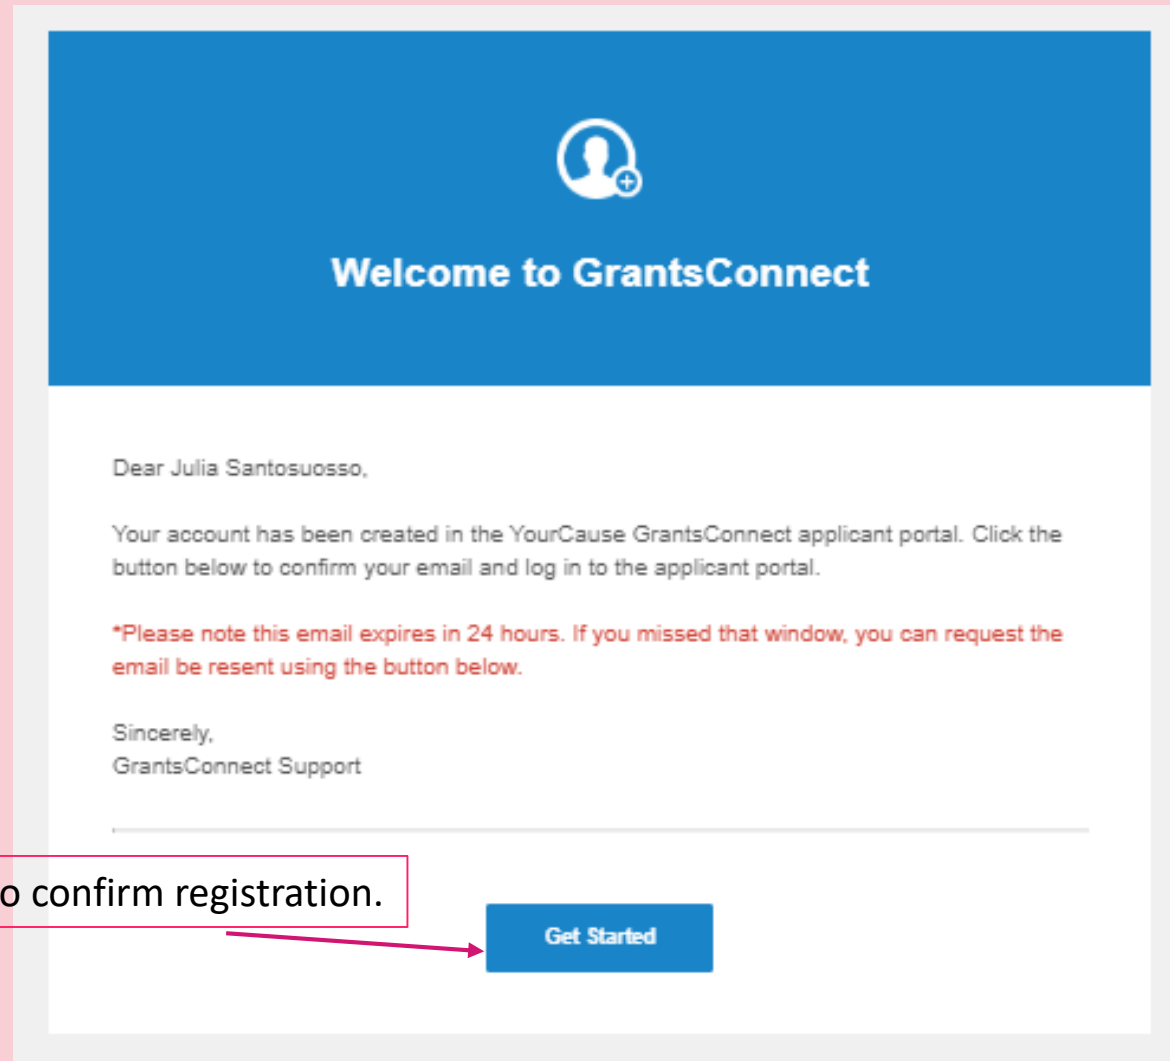 Welcome to GrantsConnect
Dear Julia Santosuosso,
Your account has been created in the YourCause GrantsConnect applicant portal. Click the
button below to confirm your email and log in to the applicant portal.
*Please note this email expires in 24 hours. If you missed that window, you can request the
email be resent using the button below.
Sincerely,
GrantsConnect Support
o confirm registration.
Get Started